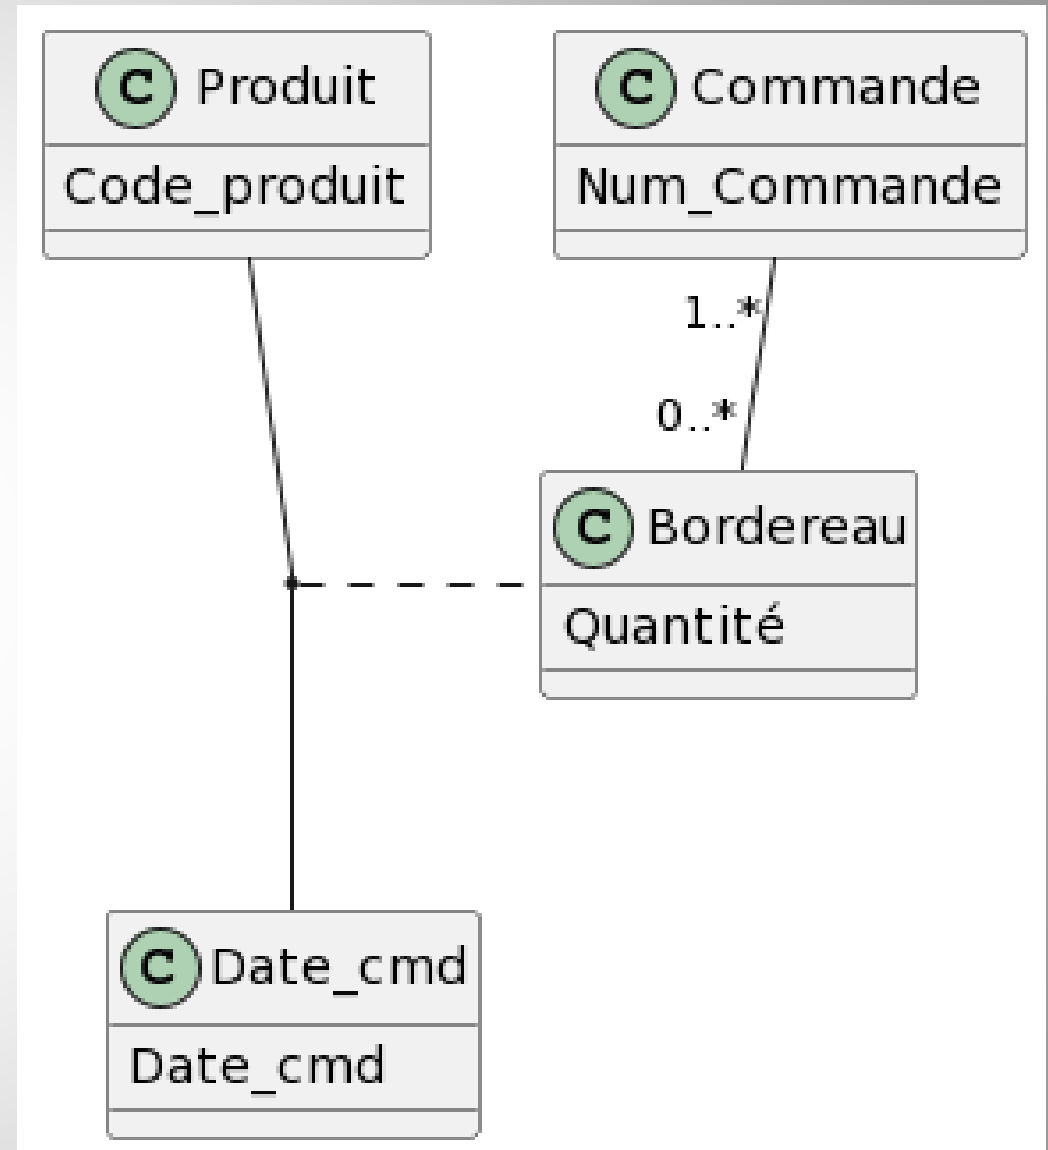 C Produit
Code_produit
C Commande
Num_Commande
1..*
0..*
C Bordereau
Quantité
C Date_cmd
Date_cmd